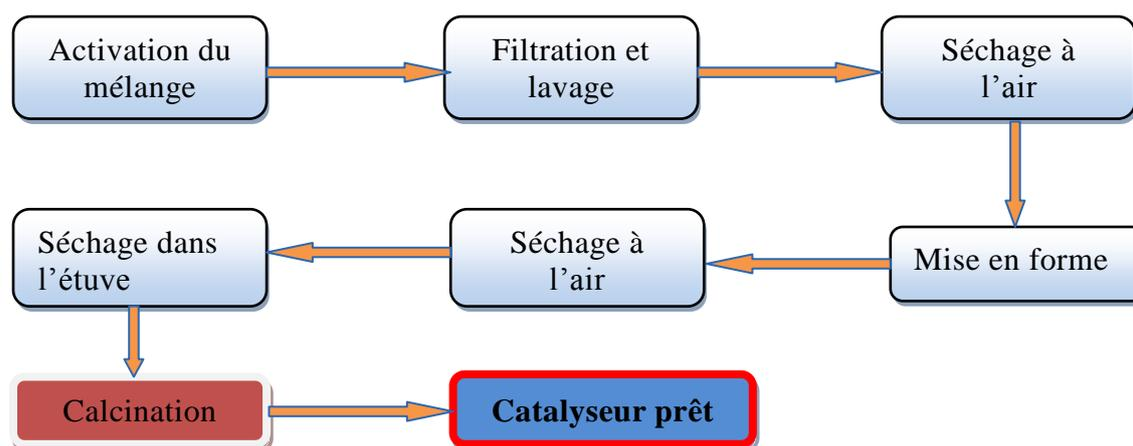 Activation du
mélange
Filtration et
lavage
Séchage à
l'air
Mise en forme
Séchage à
l'air
Séchage dans
l'étuve
Calcination
Catalyseur prêt